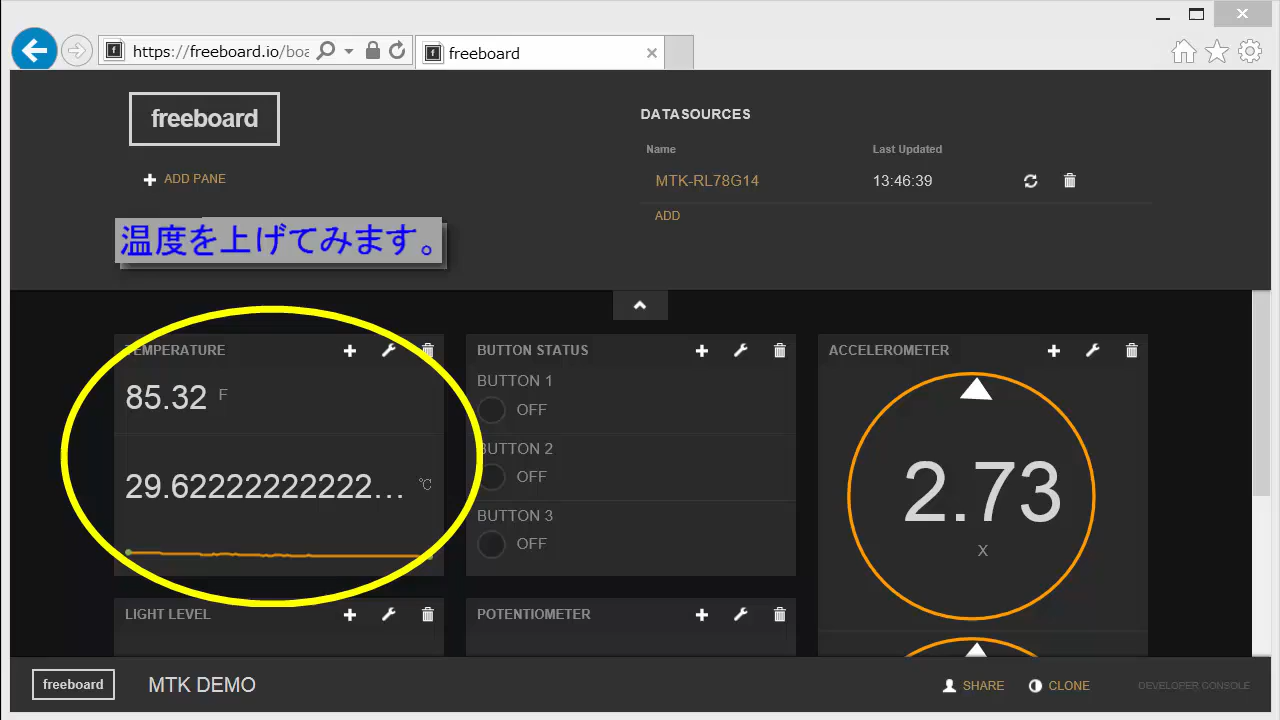 https://freeboard.io/boa
freeboard
freeboard
DATASOURCES
Name Last Updated
ADD PANE
MTK-RL78G14 13:46:39
ADD
温度を上げてみます。
TEMPERATURE
85.32 F
29.62222222222... ℃
BUTTON STATUS
BUTTON 1
OFF
BUTTON 2
OFF
BUTTON 3
OFF
ACCELEROMETER
2.73
X
LIGHT LEVEL
POTENTIOMETER
freeboard
MTK DEMO
SHARE
CLONE
DEVELOPER CONSOLE